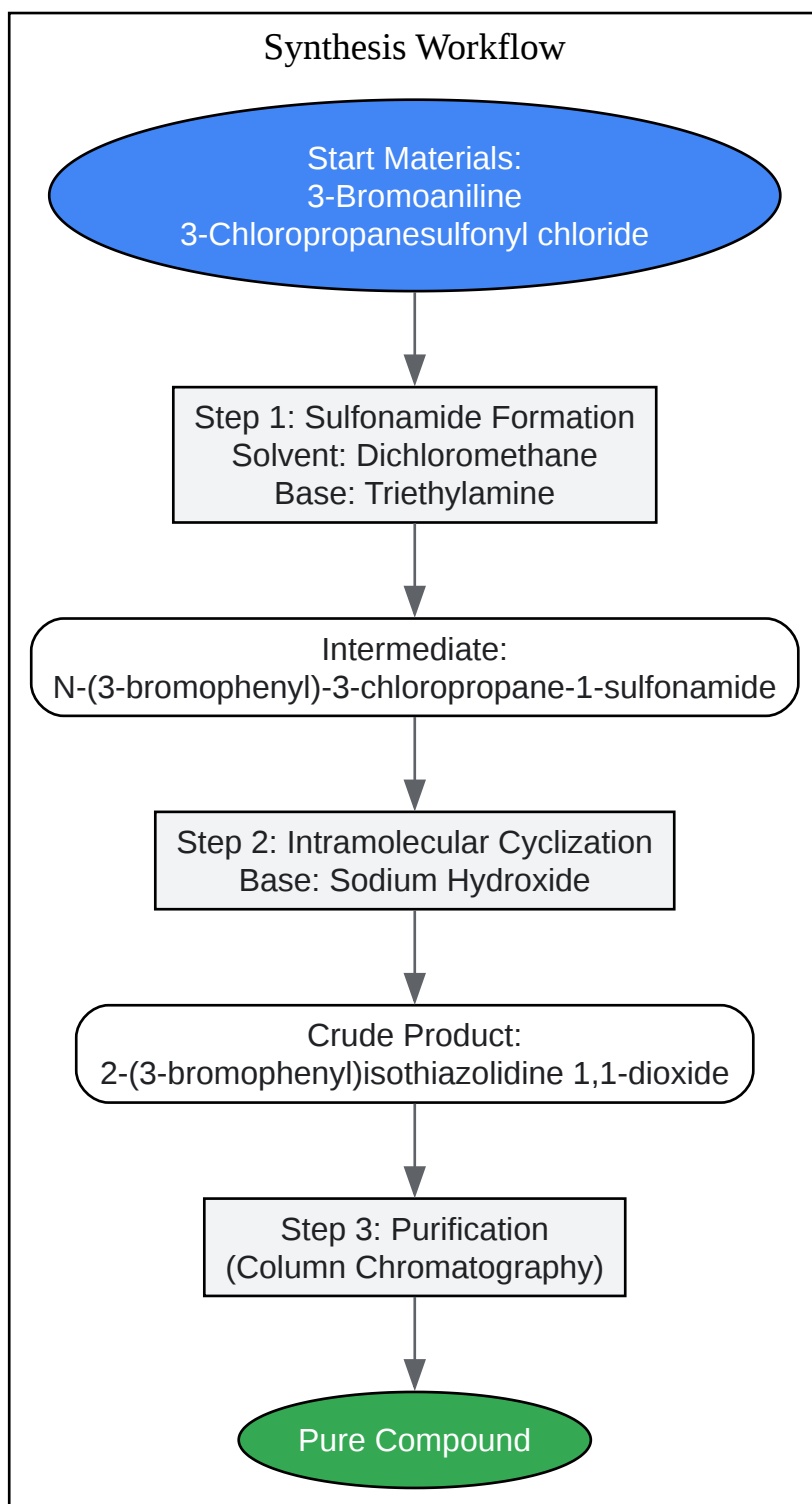 Synthesis Workflow
Start Materials:
3-Bromoaniline
3-Chloropropanesulfonyl chloride
Step 1: Sulfonamide Formation
Solvent: Dichloromethane
Base: Triethylamine
Intermediate:
N-(3-bromophenyl)-3-chloropropane-1-sulfonamide
Step 2: Intramolecular Cyclization
Base: Sodium Hydroxide
Crude Product:
2-(3-bromophenyl)isothiazolidine 1,1-dioxide
Step 3: Purification
(Column Chromatography)
Pure Compound